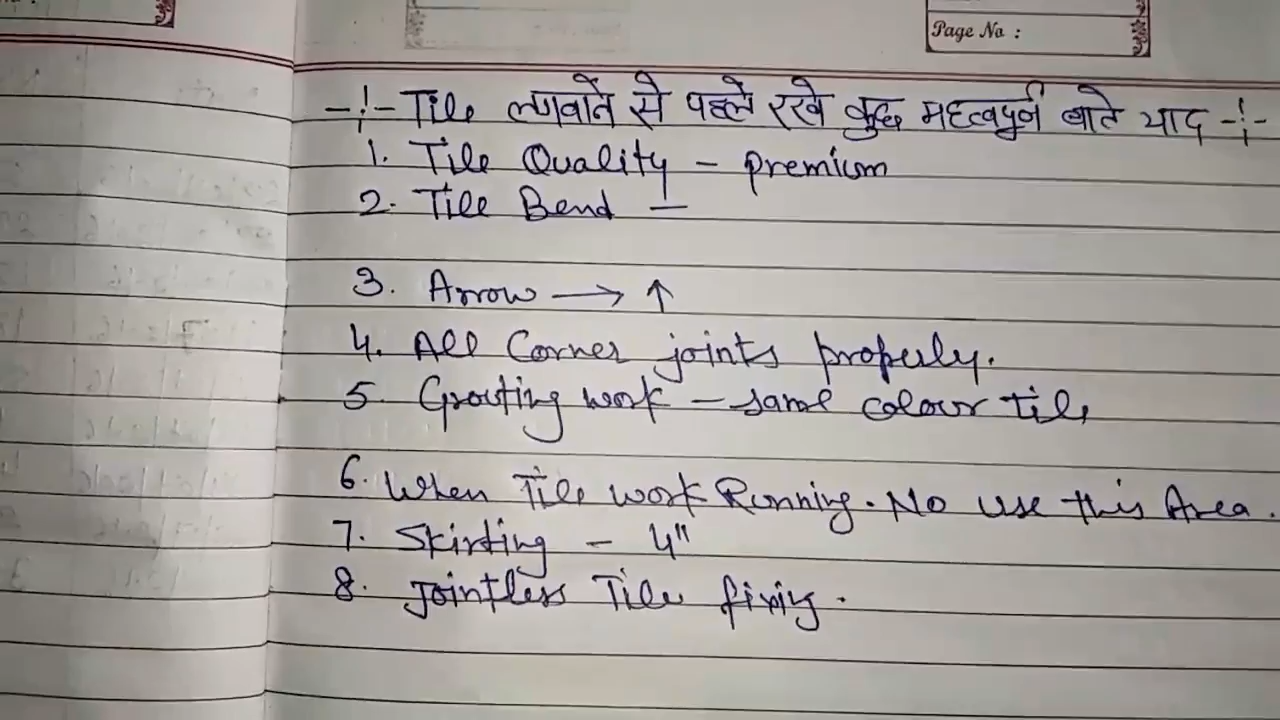 Page No :
-:- Tile लगवाने से पहले रखे कुछ महत्वपूर्ण बाते याद -:-
1. Tile Quality - premium
2. Tile Bend -
3. Arrow → ↑
4. All Corner joints properly.
5. Grouting work - same colour tile
6. When Tile work Running. No use this Area.
7. Skirting - 4"
8. Jointless Tile fixing.